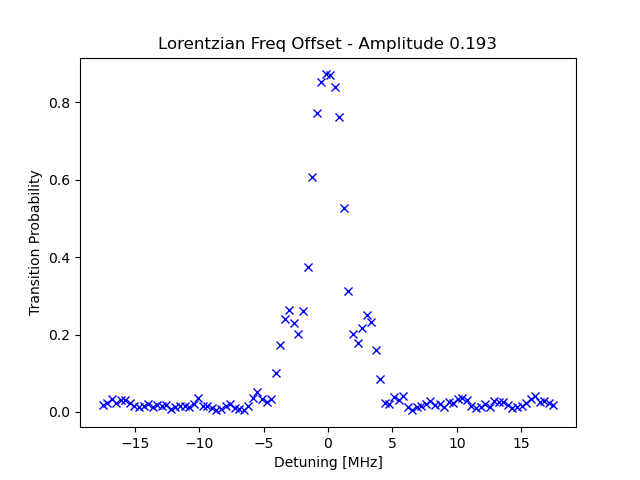 Lorentzian Freq Offset - Amplitude 0.193
Transition Probability
0.8
0.6
0.4
0.2
0.0
−15 −10 −5 0 5 10 15
Detuning [MHz]